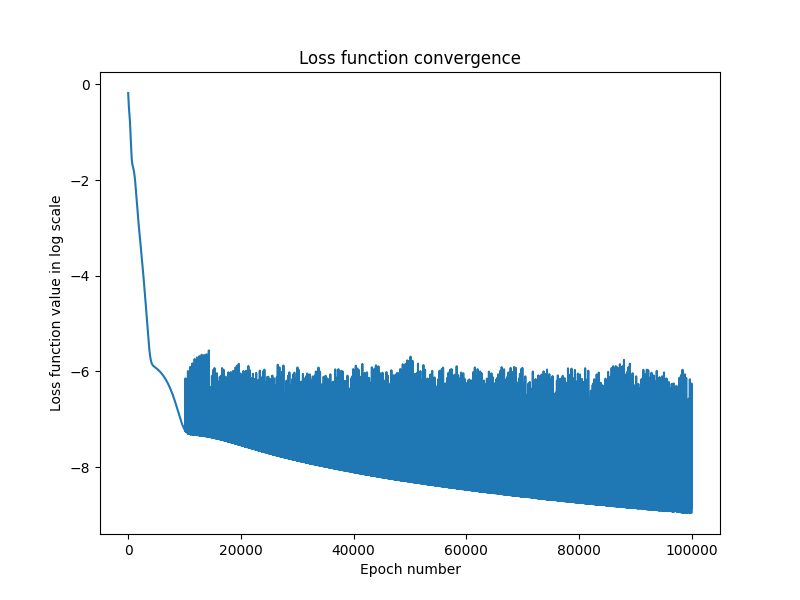 Loss function convergence
Loss function value in log scale
0
−2
−4
−6
−8
0 20000 40000 60000 80000 100000
Epoch number